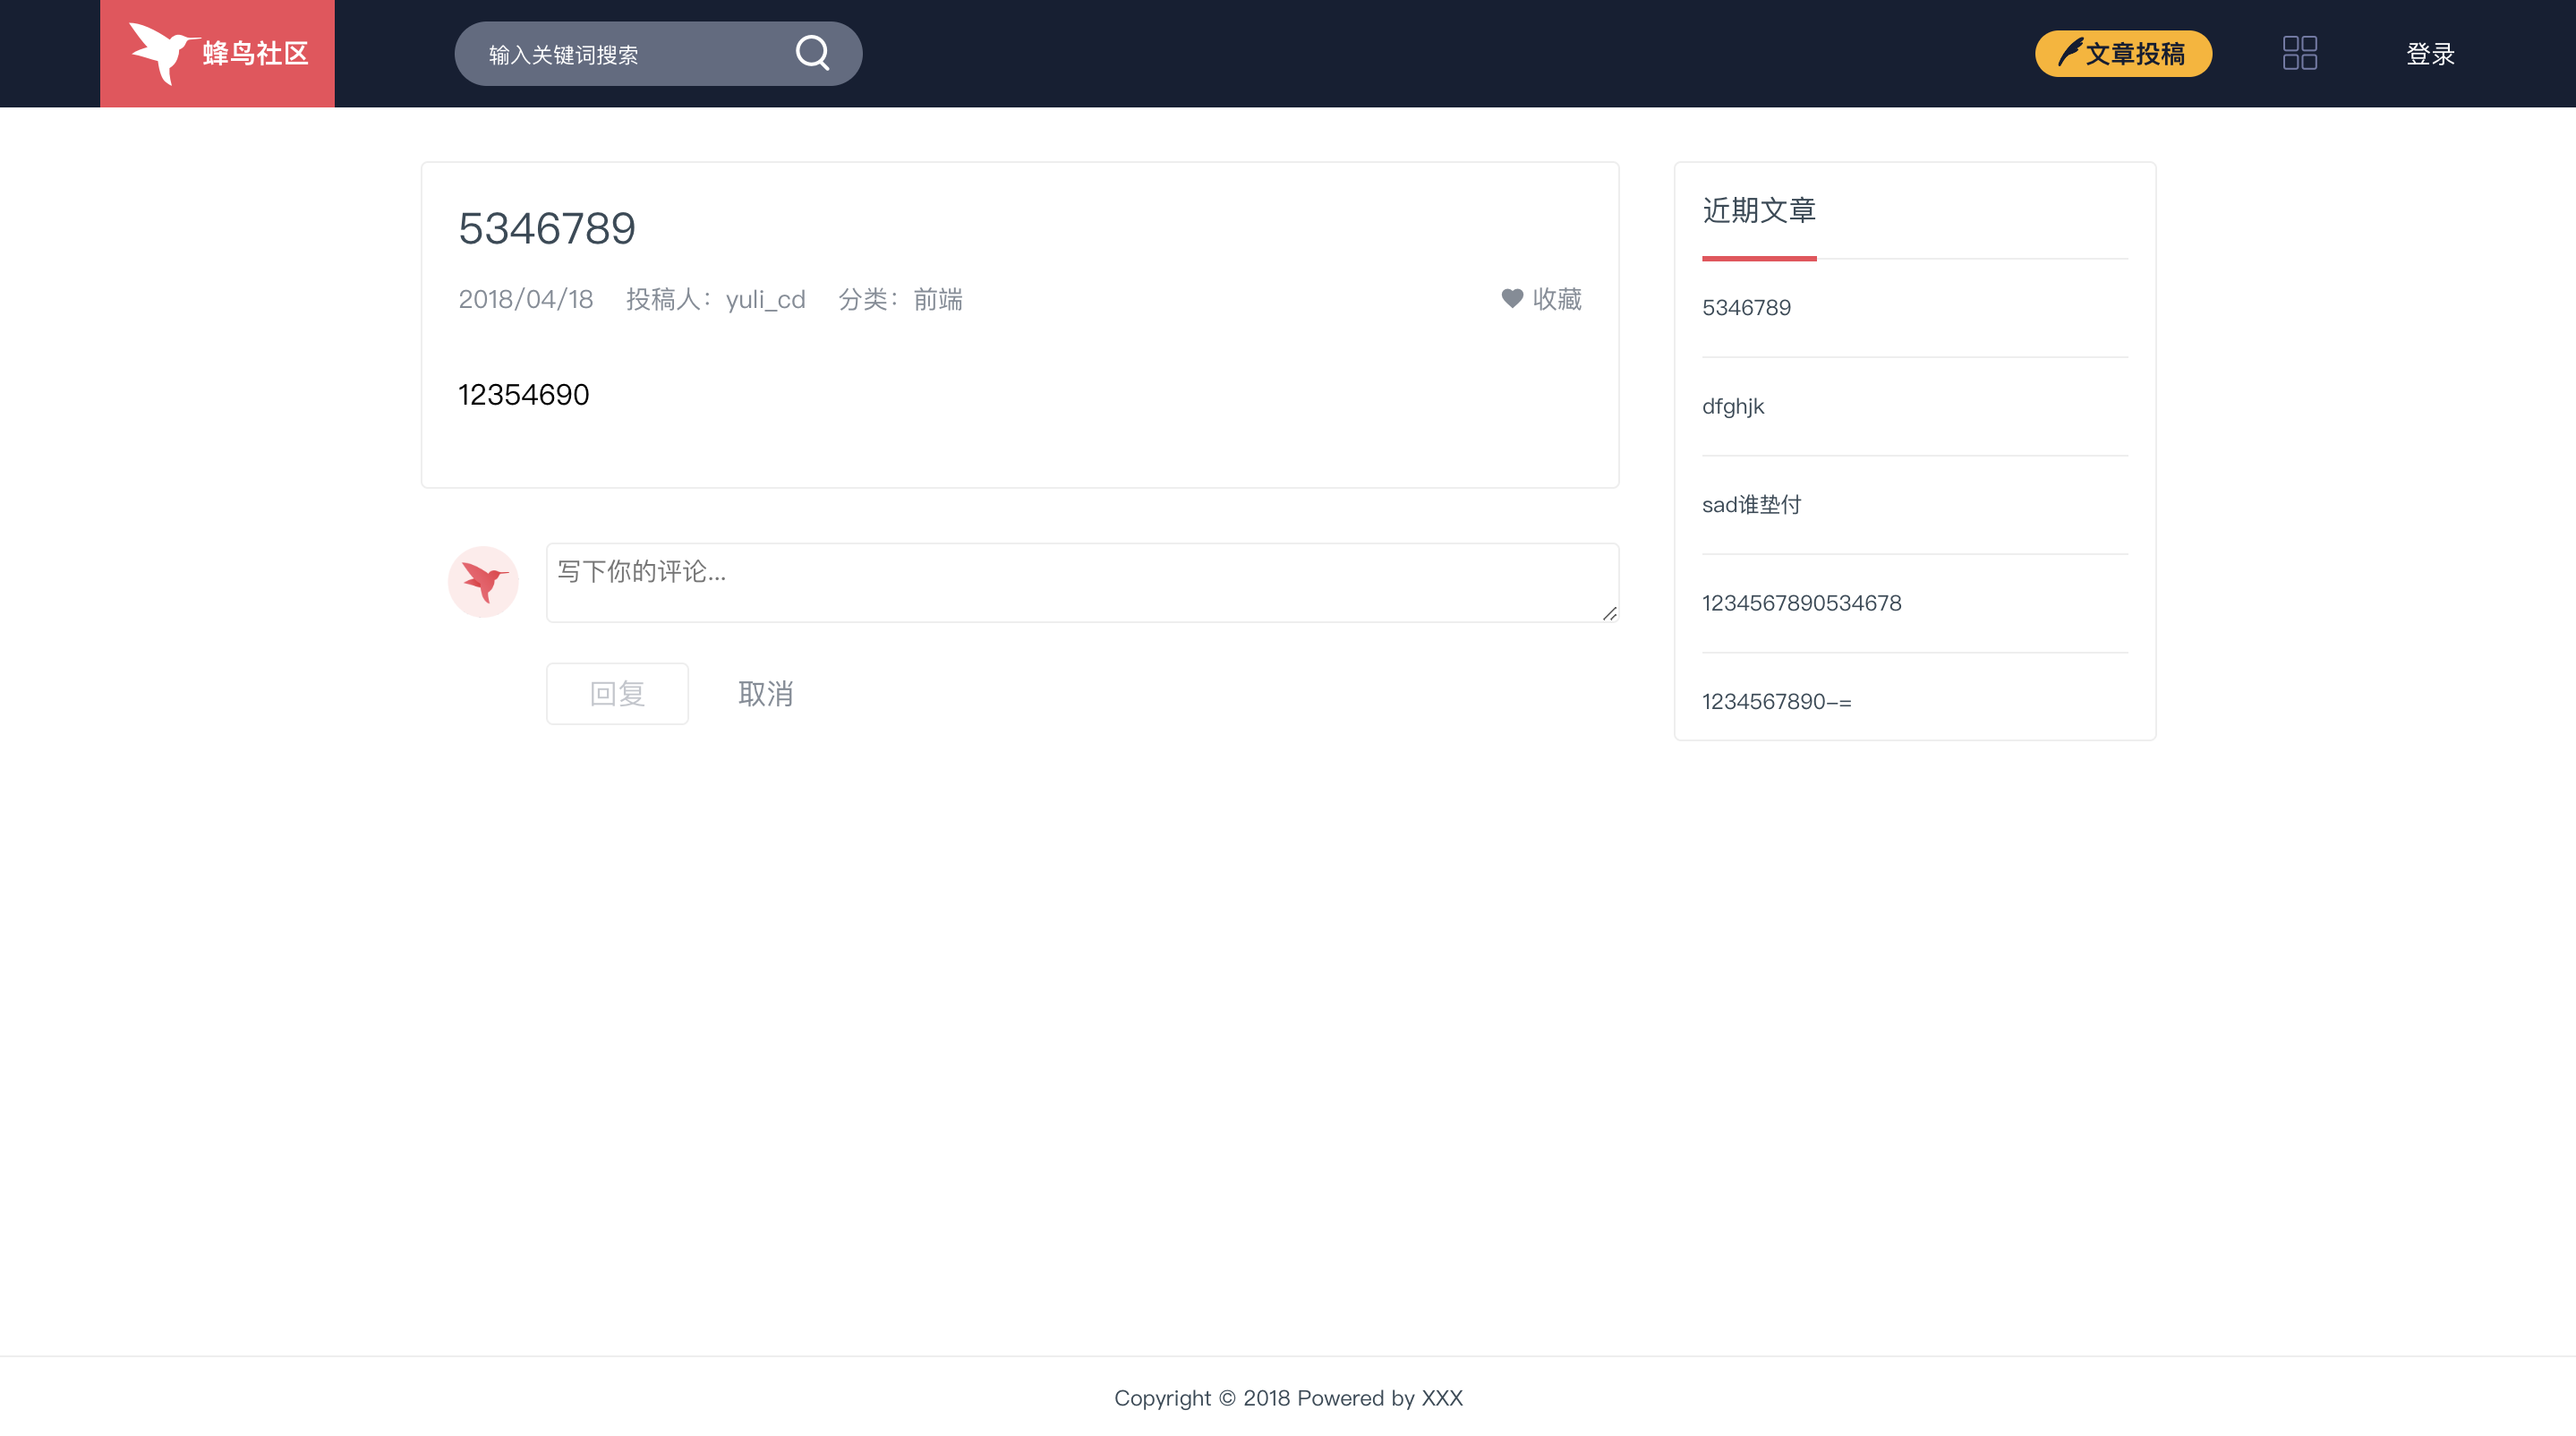 蜂鸟社区
输入关键词搜索
文章投稿
登录
5346789
2018/04/18 投稿人：yuli_cd 分类：前端 收藏
12354690
写下你的评论...
回复 取消
近期文章
5346789
dfghjk
sad谁垫付
1234567890534678
1234567890-=
Copyright © 2018 Powered by XXX